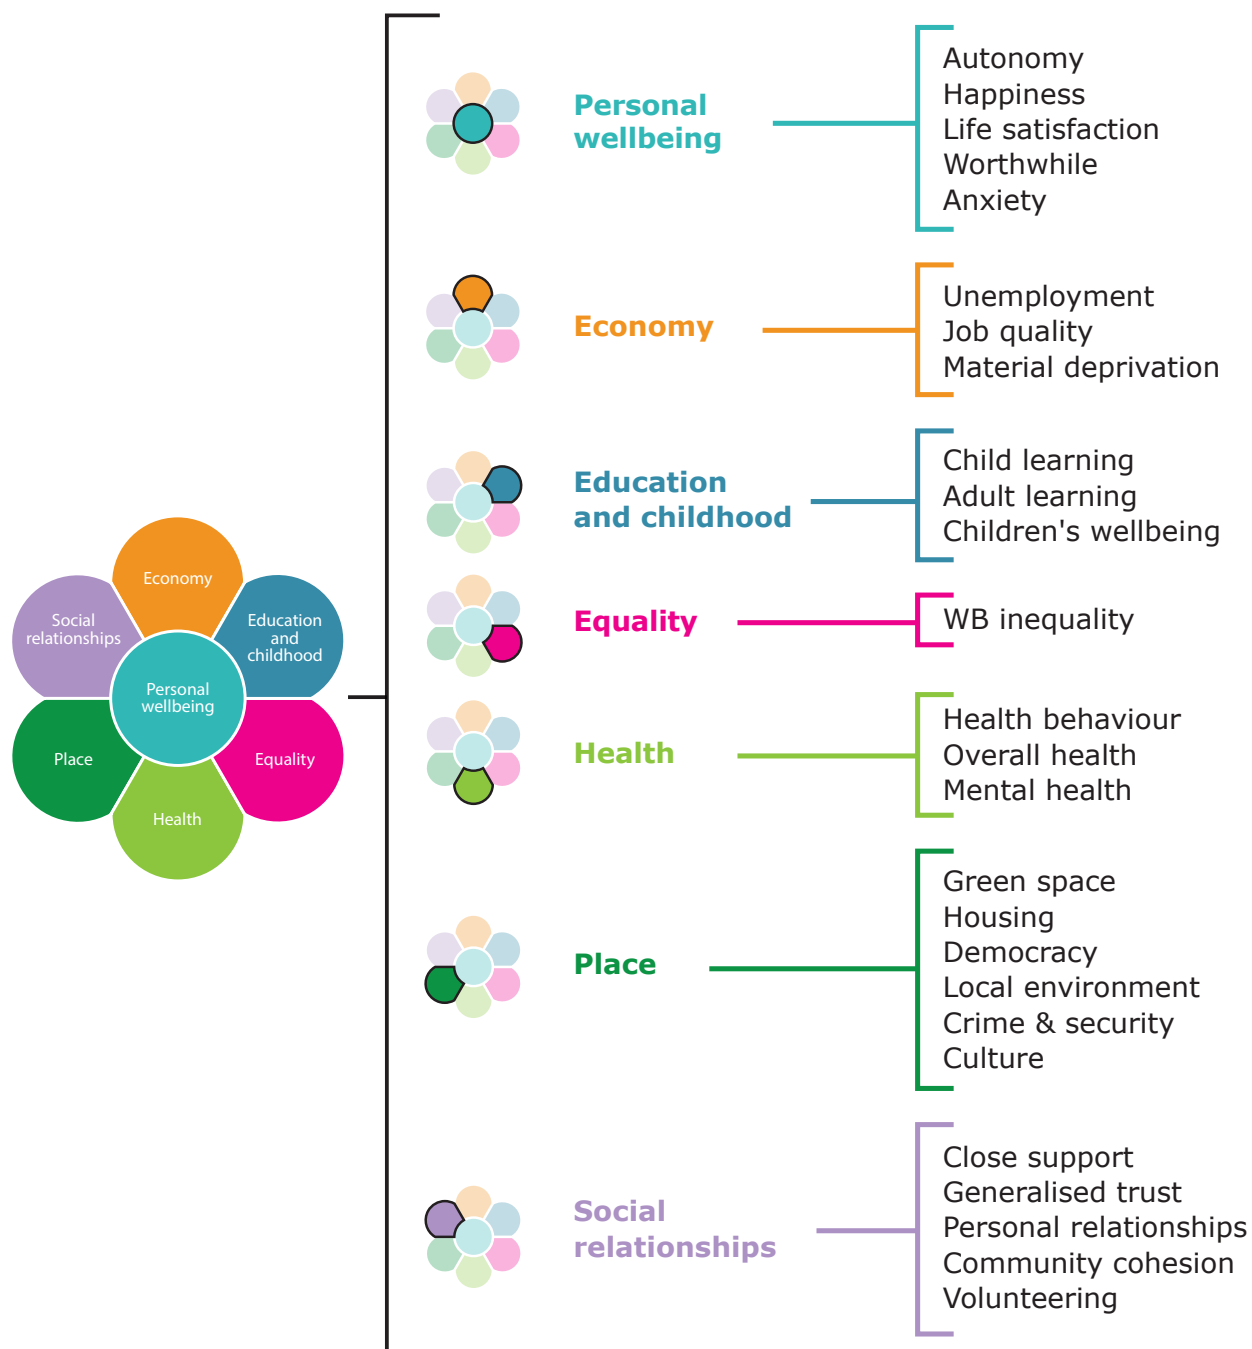 Economy
Social
relationships
Education
and
childhood
Personal
wellbeing
Place
Equality
Health
Personal
wellbeing
Autonomy
Happiness
Life satisfaction
Worthwhile
Anxiety
Economy
Unemployment
Job quality
Material deprivation
Education
and childhood
Child learning
Adult learning
Children's wellbeing
Equality
WB inequality
Health
Health behaviour
Overall health
Mental health
Place
Green space
Housing
Democracy
Local environment
Crime & security
Culture
Social
relationships
Close support
Generalised trust
Personal relationships
Community cohesion
Volunteering